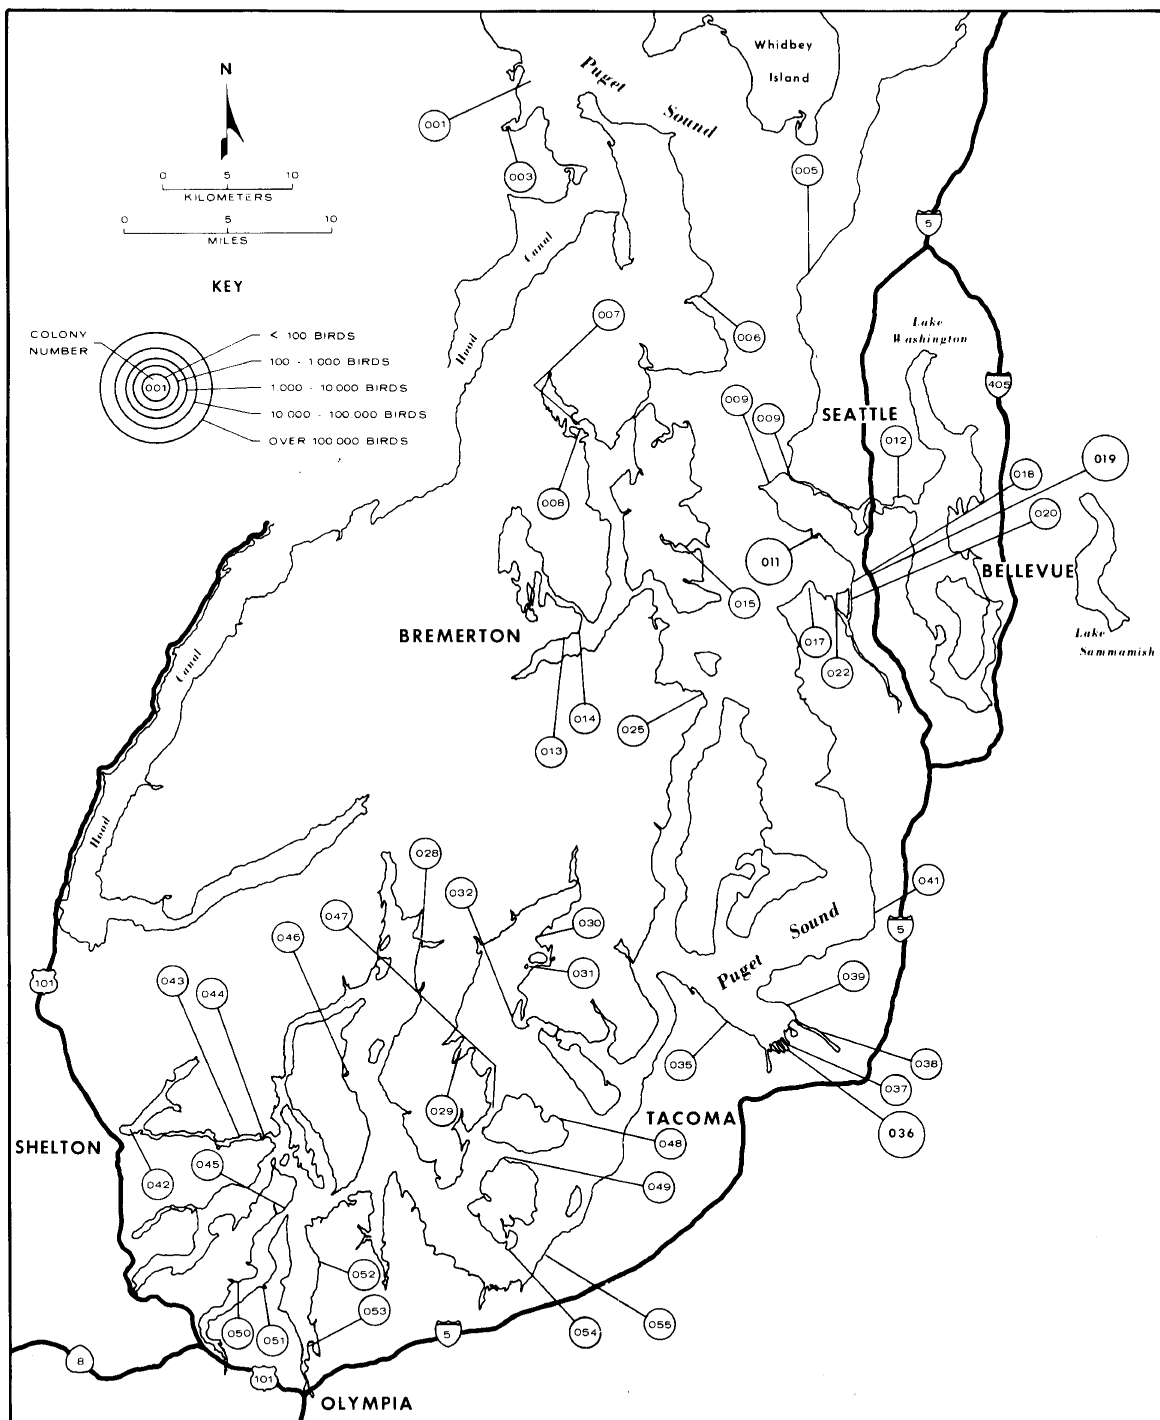 Whidbey
Island
Puget
Sound
N
001
003
005
0 5 10
KILOMETERS
0 5 10
MILES
5
Canal
Hood
KEY
COLONY
NUMBER
001
< 100 BIRDS
100 - 1 000 BIRDS
1.000 - 10.000 BIRDS
10 000 - 100.000 BIRDS
OVER 100 000 BIRDS
007
006
Lake
Washington
405
009
009
SEATTLE
012
018
019
020
008
011
BELLEVUE
015
BREMERTON
017
022
Lake
Sammamish
Canal
014
013
025
Hood
028
032
041
047
046
030
Sound
5
Puget
031
039
101
043
044
035
038
037
036
029
TACOMA
048
SHELTON
045
042
049
052
053
050
051
054
055
5
8
101
OLYMPIA